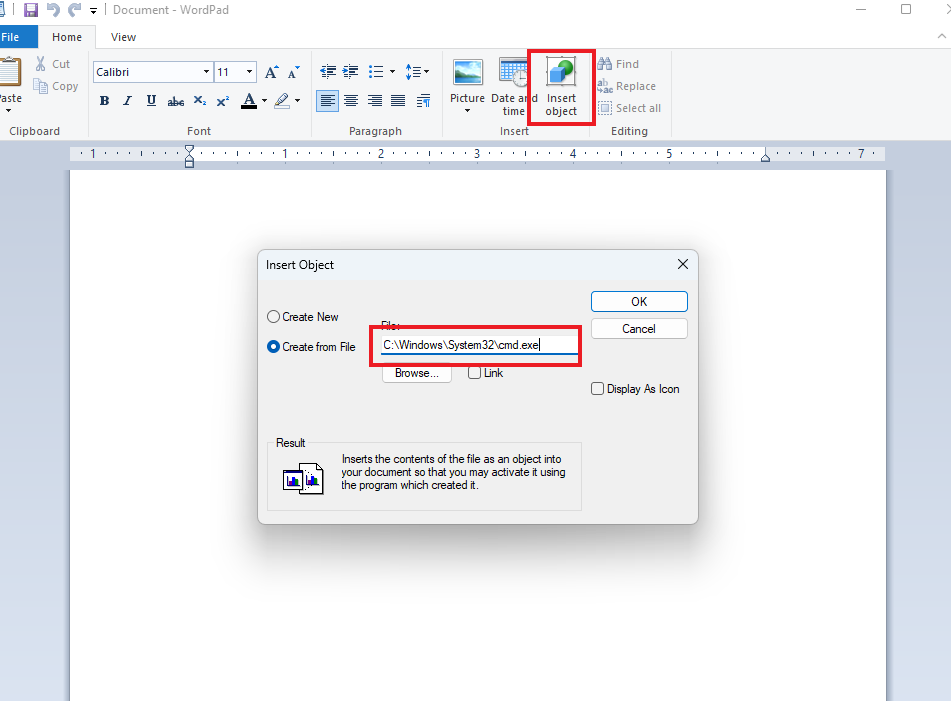 Document - WordPad
File
Home
View
Cut
Copy
Paste
Clipboard
Calibri
11
B I U abc X₂ X² A
Font
Paragraph
Picture
Date and
time
Insert
object
Insert
Find
Replace
Select all
Editing
1 1 2 3 4 5 7
Insert Object
Create New
Create from File
File:
C:\Windows\System32\cmd.exe
Browse...
Link
OK
Cancel
Display As Icon
Result
Inserts the contents of the file as an object into
your document so that you may activate it using
the program which created it.